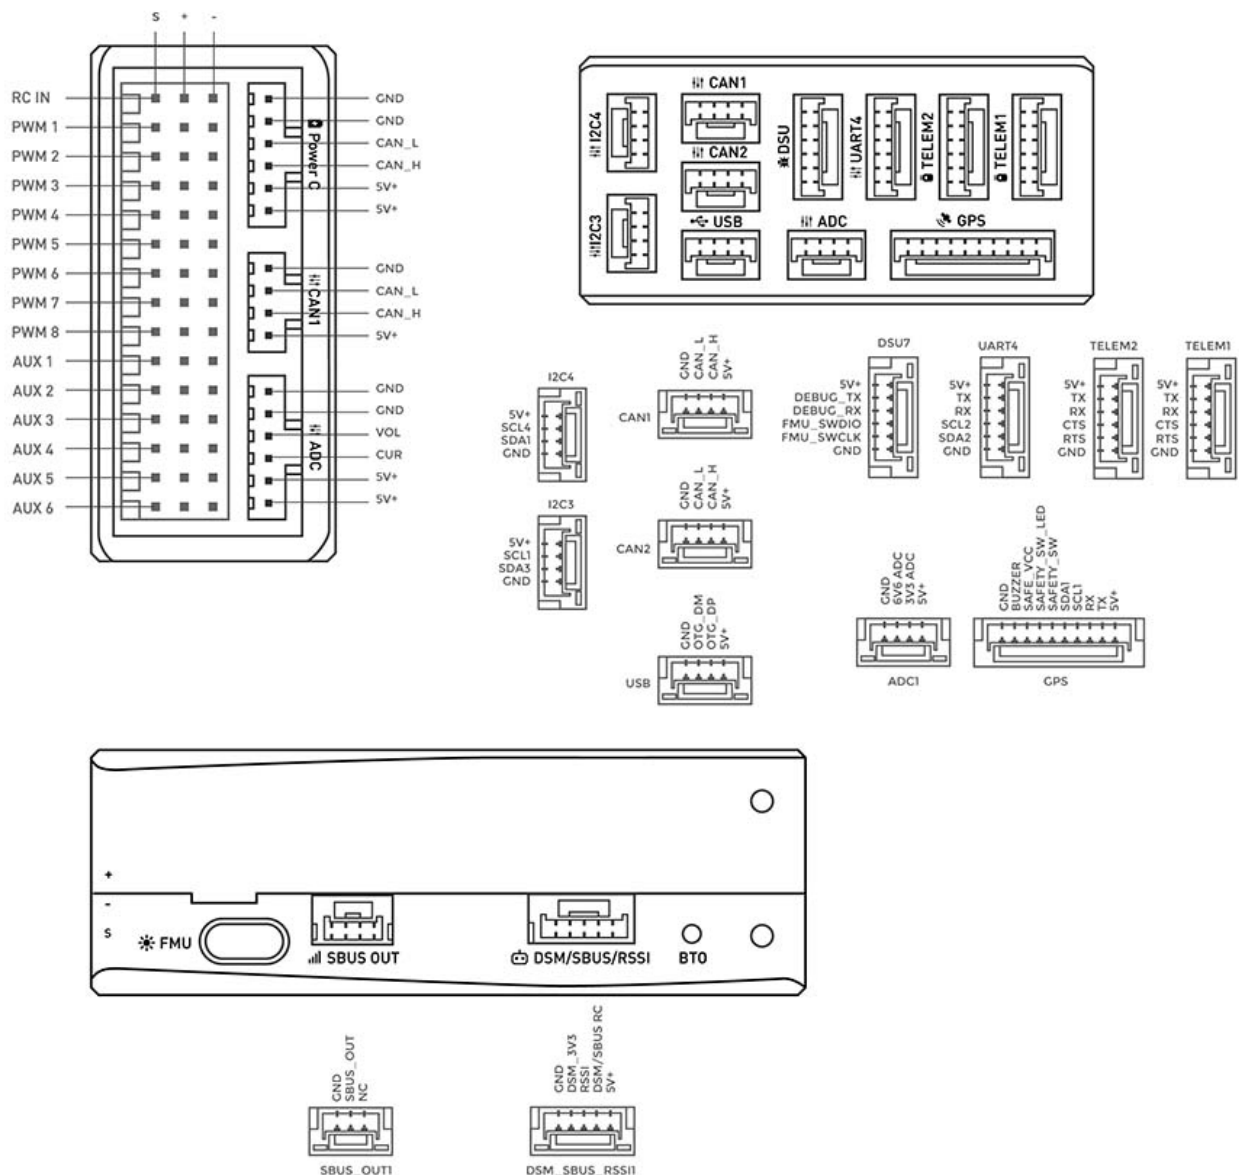 S + -
RC IN
PWM 1
PWM 2
PWM 3
PWM 4
PWM 5
PWM 6
PWM 7
PWM 8
AUX 1
AUX 2
AUX 3
AUX 4
AUX 5
AUX 6
Power C
GND
GND
CAN_L
CAN_H
5V+
5V+
CAN1
GND
CAN_L
CAN_H
5V+
ADC
GND
GND
VOL
CUR
5V+
5V+
I2C4
I2C3
CAN1
CAN2
USB
DSU
UART4
TELEM2
TELEM1
ADC
GPS
I2C4
5V+
SCL4
SDA1
GND
I2C3
5V+
SCL1
SDA3
GND
CAN1
GND
CAN_L
CAN_H
5V+
CAN2
GND
CAN_L
CAN_H
5V+
USB
GND
OTG_DM
OTG_DP
5V+
DSU7
5V+
DEBUG_TX
DEBUG_RX
FMU_SWDIO
FMU_SWCLK
GND
UART4
5V+
TX
RX
SCL2
SDA2
GND
TELEM2
5V+
TX
RX
CTS
RTS
GND
TELEM1
5V+
TX
RX
CTS
RTS
GND
GND
6V6 ADC
3V3 ADC
5V+
ADC1
GND
BUZZER
SAFE_VCC
SAFETY_SW_LED
SAFETY_SW
SDA1
SCL1
RX
TX
5V+
GPS
+
-
S
FMU
SBUS OUT
DSM/SBUS/RSSI
BTO
GND
SBUS_OUT
NC
SBUS_OUT1
GND
DSM_3V3
RSSI
DSM/SBUS RC
5V+
DSM_SBUS_RSSI1